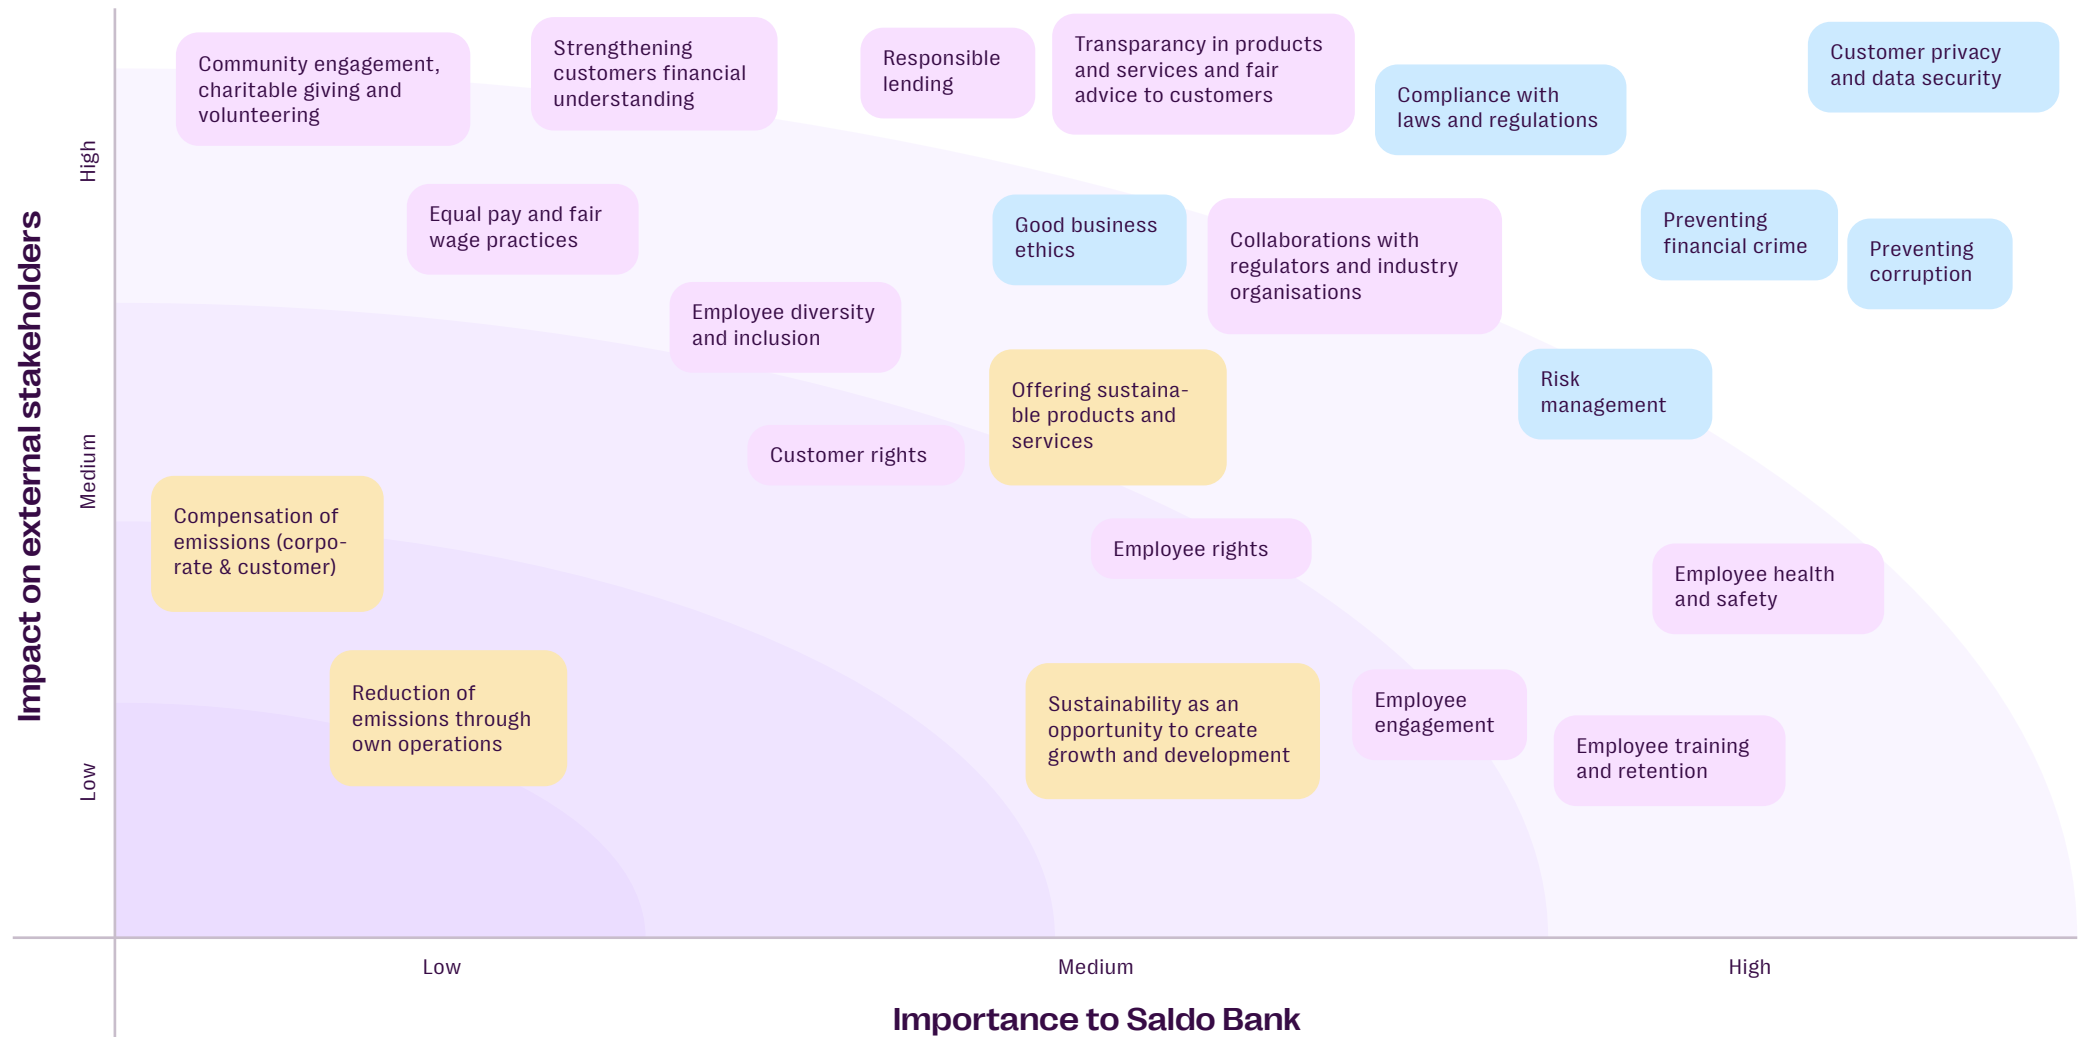 Impact on external stakeholders
High
Medium
Low
Community engagement,
charitable giving and
volunteering
Strengthening
customers financial
understanding
Responsible
lending
Transparancy in products
and services and fair
advice to customers
Compliance with
laws and regulations
Customer privacy
and data security
Equal pay and fair
wage practices
Good business
ethics
Collaborations with
regulators and industry
organisations
Preventing
financial crime
Preventing
corruption
Employee diversity
and inclusion
Offering sustaina-
ble products and
services
Risk
management
Customer rights
Compensation of
emissions (corpo-
rate & customer)
Employee rights
Employee health
and safety
Reduction of
emissions through
own operations
Sustainability as an
opportunity to create
growth and development
Employee
engagement
Employee training
and retention
Low
Medium
High
Importance to Saldo Bank